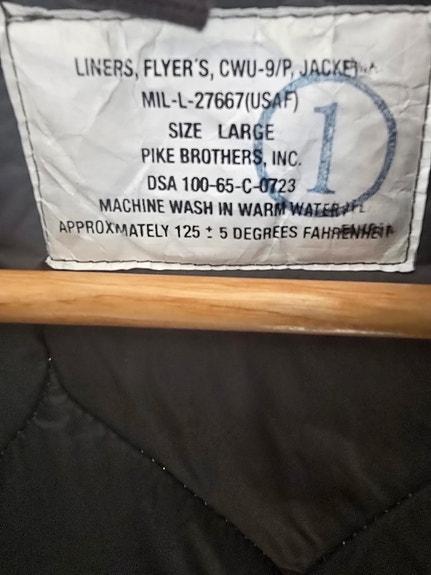 LINERS, FLYER'S, CWU-9/P, JACKET
MIL-L-27667(USAF)
SIZE LARGE
PIKE BROTHERS, INC.
DSA 100-65-C-0723
MACHINE WASH IN WARM WATER
APPROXMATELY 125 ± 5 DEGREES FAHRENHEIT
1